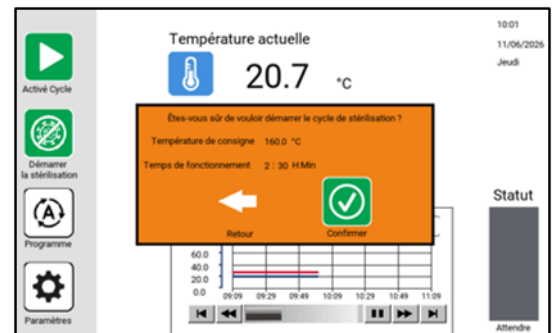 10:01
Température actuelle
11/06/2026
20.7 °C
Jeudi
Activé Cycle
Êtes-vous sûr de vouloir démarrer le cycle de stérilisation ?
Température de consigne 160.0 °C
Temps de fonctionnement 2 : 30 H:Min
Démarrer
la stérilisation
Retour
Confirmer
Statut
A
Programme
60.0
40.0
20.0
0.0
09:09 09:29 09:49 10:09 10:29 10:49 11:09
Paramètres
Attendre